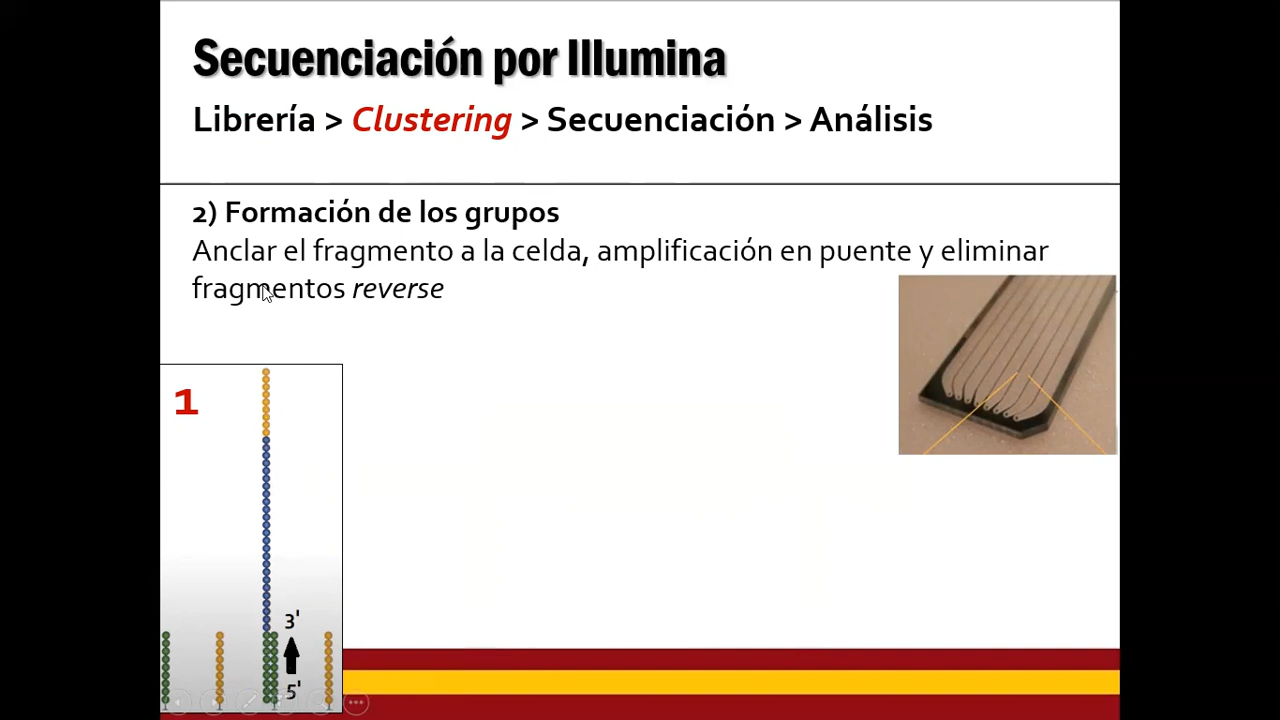 Secuenciación por Illumina
Librería > Clustering > Secuenciación > Análisis
2) Formación de los grupos
Anclar el fragmento a la celda, amplificación en puente y eliminar
fragmentos reverse
1
3'
5'